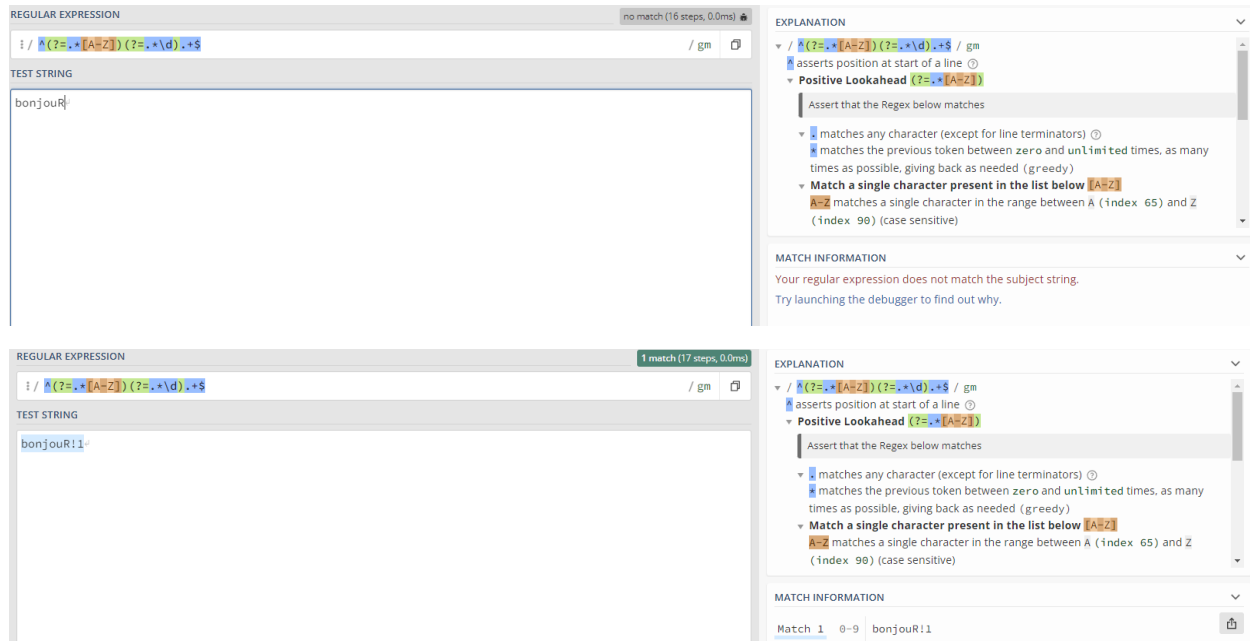 REGULAR EXPRESSION
no match (16 steps, 0.0ms)
/ ^(?=.*[A-Z])(?=.*\d).+$ / gm
TEST STRING
bonjouR
EXPLANATION
/ ^(?=.*[A-Z])(?=.*\d).+$ / gm
^ asserts position at start of a line
Positive Lookahead (?=.*[A-Z])
Assert that the Regex below matches
. matches any character (except for line terminators)
* matches the previous token between zero and unlimited times, as many
times as possible, giving back as needed (greedy)
Match a single character present in the list below [A-Z]
A-Z matches a single character in the range between A (index 65) and Z
(index 90) (case sensitive)
MATCH INFORMATION
Your regular expression does not match the subject string.
Try launching the debugger to find out why.
REGULAR EXPRESSION
1 match (17 steps, 0.0ms)
/ ^(?=.*[A-Z])(?=.*\d).+$ / gm
TEST STRING
bonjouR!1
EXPLANATION
/ ^(?=.*[A-Z])(?=.*\d).+$ / gm
^ asserts position at start of a line
Positive Lookahead (?=.*[A-Z])
Assert that the Regex below matches
. matches any character (except for line terminators)
* matches the previous token between zero and unlimited times, as many
times as possible, giving back as needed (greedy)
Match a single character present in the list below [A-Z]
A-Z matches a single character in the range between A (index 65) and Z
(index 90) (case sensitive)
MATCH INFORMATION
Match 1 0-9 bonjouR!1